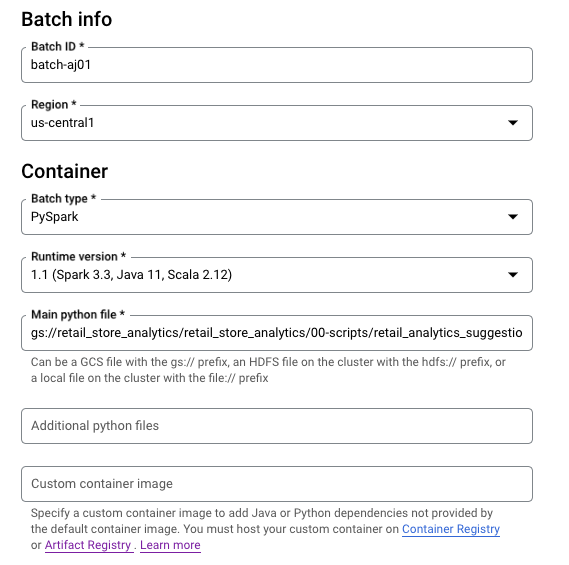 Batch info
Batch ID *
batch-aj01
Region *
us-central1
Container
Batch type *
PySpark
Runtime version *
1.1 (Spark 3.3, Java 11, Scala 2.12)
Main python file *
gs://retail_store_analytics/retail_store_analytics/00-scripts/retail_analytics_suggestio
Can be a GCS file with the gs:// prefix, an HDFS file on the cluster with the hdfs:// prefix, or
a local file on the cluster with the file:// prefix
Additional python files
Custom container image
Specify a custom container image to add Java or Python dependencies not provided by
the default container image. You must host your custom container on Container Registry
or Artifact Registry . Learn more